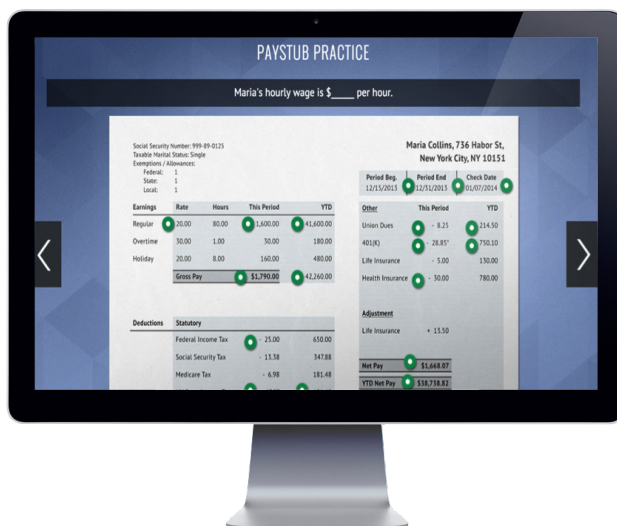 PAYSTUB PRACTICE
Maria's hourly wage is $_____ per hour.
Social Security Number: 999-89-0125
Taxable Marital Status: Single
Exemptions / Allowances:
Federal: 1
State: 1
Local: 1
Maria Collins, 736 Habor St,
New York City, NY 10151
Period Beg. Period End Check Date
12/15/2013 12/31/2013 01/07/2014
Earnings Rate Hours This Period YTD
Regular 20.00 80.00 1,600.00 41,600.00
Overtime 30.00 1.00 30.00 180.00
Holiday 20.00 8.00 160.00 480.00
Gross Pay $1,790.00 42,260.00
Other This Period YTD
Union Dues - 8.25 214.50
401(K) - 28.85* 750.10
Life Insurance - 5.00 130.00
Health Insurance - 30.00 780.00
Adjustment
Life Insurance + 13.50
Net Pay $1,668.07
YTD Net Pay $38,738.82
Deductions Statutory
Federal Income Tax - 25.00 650.00
Social Security Tax - 13.38 347.88
Medicare Tax - 6.98 181.48